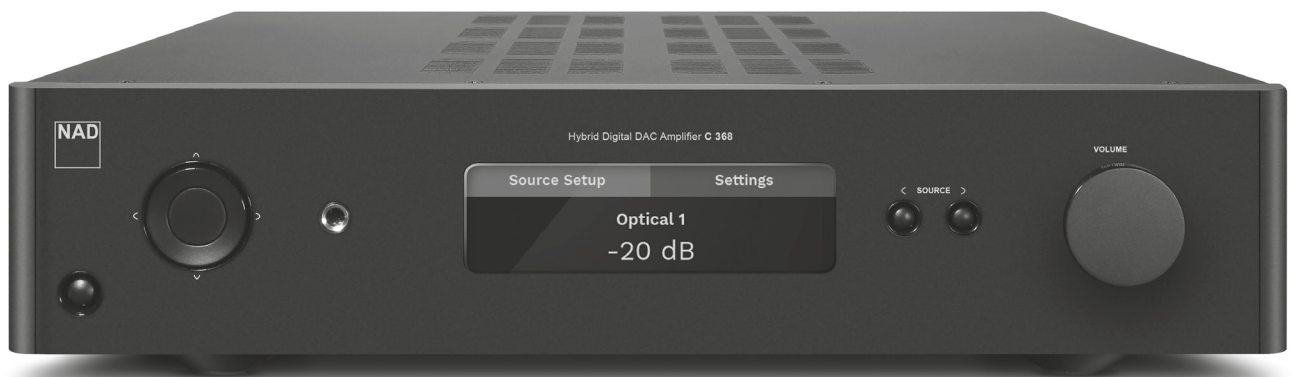 NAD
Hybrid Digital DAC Amplifier C 368
VOLUME
Source Setup
Settings
< SOURCE >
Optical 1
-20 dB